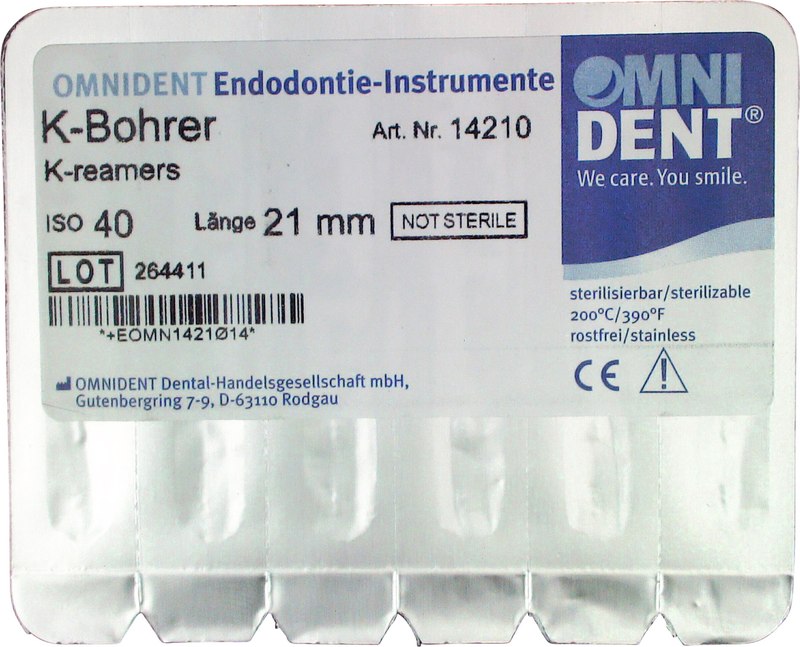 OMNIDENT Endodontie-Instrumente
K-Bohrer
Art. Nr. 14210
K-reamers
ISO 40 Länge 21 mm NOT STERILE
LOT 264411
*+EOMN1421Ø14*
OMNIDENT Dental-Handelsgesellschaft mbH,
Gutenbergring 7-9, D-63110 Rodgau
OMNI
DENT®
We care. You smile.
sterilisierbar/sterilizable
200°C/390°F
rostfrei/stainless
CE